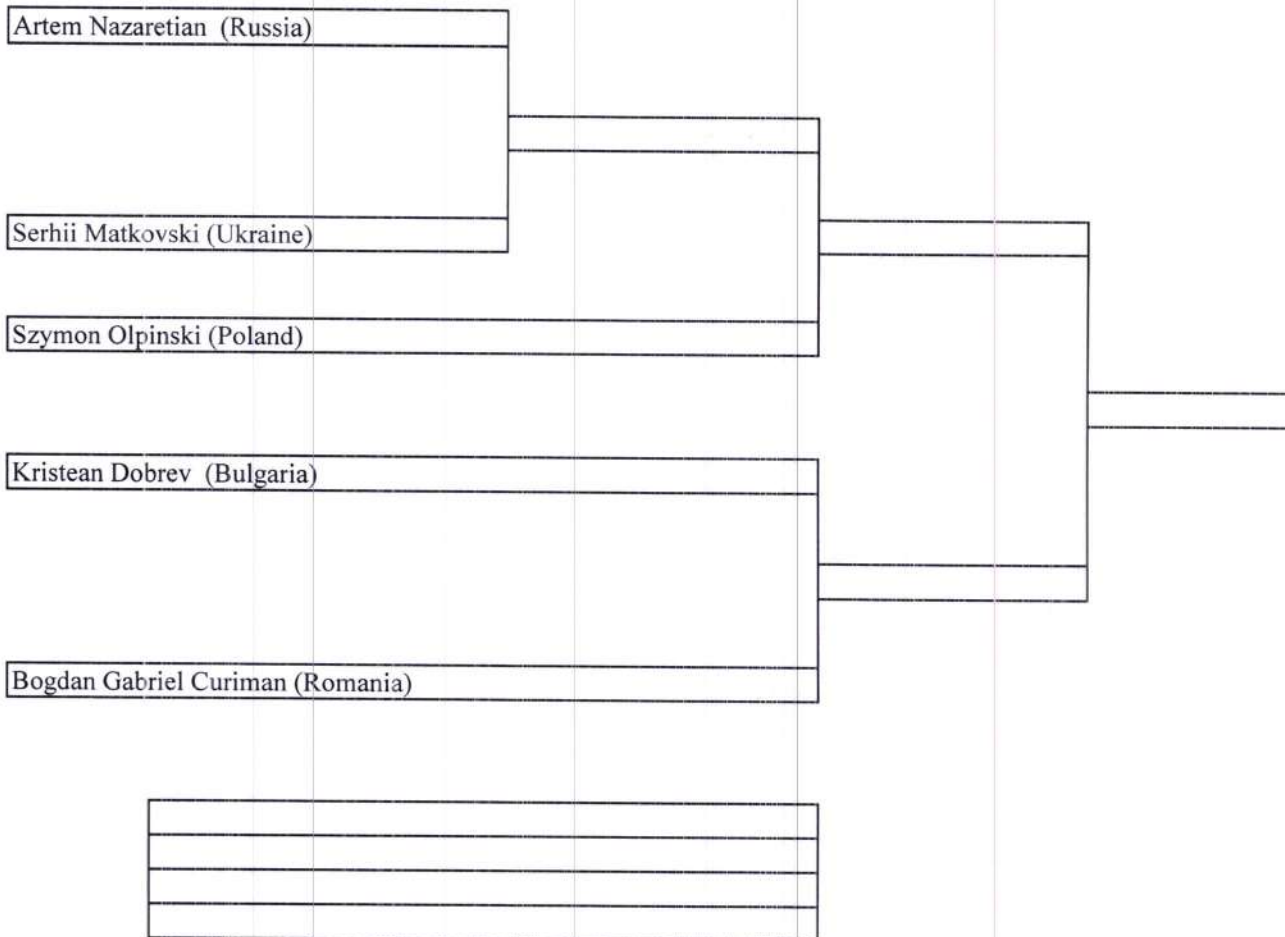 Artem Nazaretian (Russia)
Serhii Matkovski (Ukraine)
Szymon Olpinski (Poland)
Kristean Dobrev (Bulgaria)
Bogdan Gabriel Curiman (Romania)